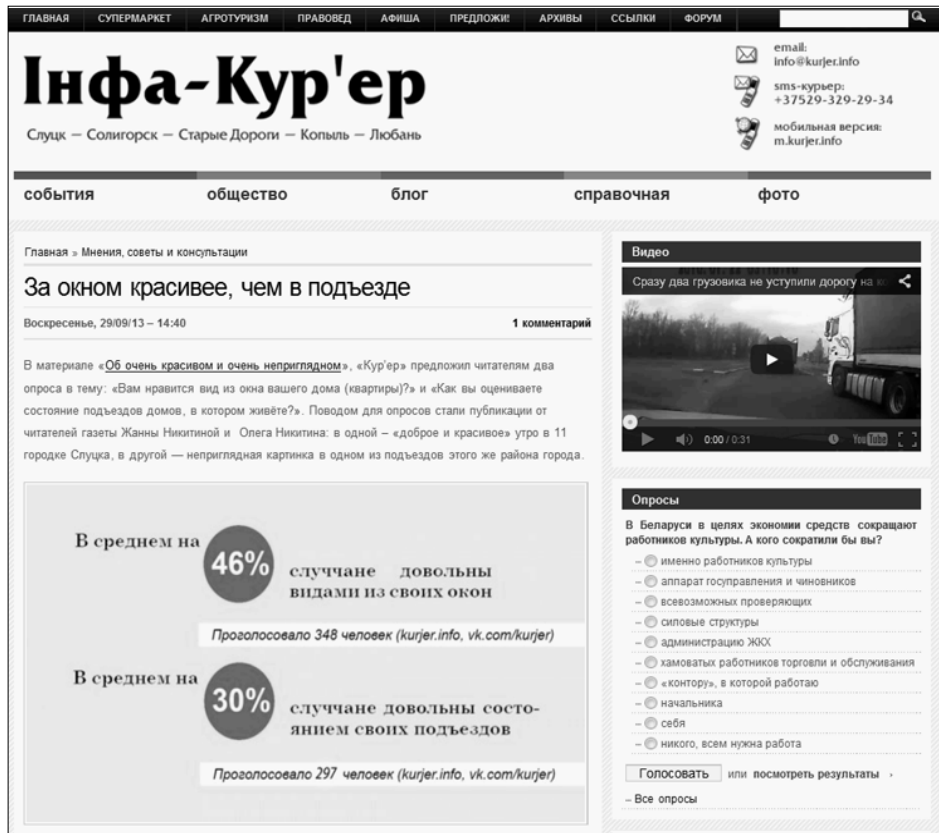 ГЛАВНАЯ СУПЕРМАРКЕТ АГРОТУРИЗМ ПРАВОВЕД АФИША ПРЕДЛОЖИ! АРХИВЫ ССЫЛКИ ФОРУМ
Інфа-Кур'ер
Слуцк — Солигорск — Старые Дороги — Копыль — Любань
email:
info@kurjer.info
sms-курьер:
+37529-329-29-34
мобильная версия:
m.kurjer.info
события общество блог справочная фото
Главная » Мнения, советы и консультации
За окном красивее, чем в подъезде
Воскресенье, 29/09/13 – 14:40 1 комментарий
В материале «Об очень красивом и очень неприглядном», «Кур'ер» предложил читателям два
опроса в тему: «Вам нравится вид из окна вашего дома (квартиры)?» и «Как вы оцениваете
состояние подъездов домов, в котором живёте?». Поводом для опросов стали публикации от
читателей газеты Жанны Никитиной и Олега Никитина: в одной – «доброе и красивое» утро в 11
городке Слуцка, в другой — неприглядная картинка в одном из подъездов этого же района города.
В среднем на
46%
случчане довольны
видами из своих окон
Проголосовало 348 человек (kurjer.info, vk.com/kurjer)
В среднем на
30%
случчане довольны состо-
янием своих подъездов
Проголосовало 297 человек (kurjer.info, vk.com/kurjer)
Видео
Сразу два грузовика не уступили дорогу на
0:00 / 0:31 YouTube
Опросы
В Беларуси в целях экономии средств сокращают
работников культуры. А кого сократили бы вы?
– именно работников культуры
– аппарат госуправления и чиновников
– всевозможных проверяющих
– силовые структуры
– администрацию ЖКХ
– хамоватых работников торговли и обслуживания
– «контору», в которой работаю
– начальника
– себя
– никого, всем нужна работа
Голосовать или посмотреть результаты ›
– Все опросы